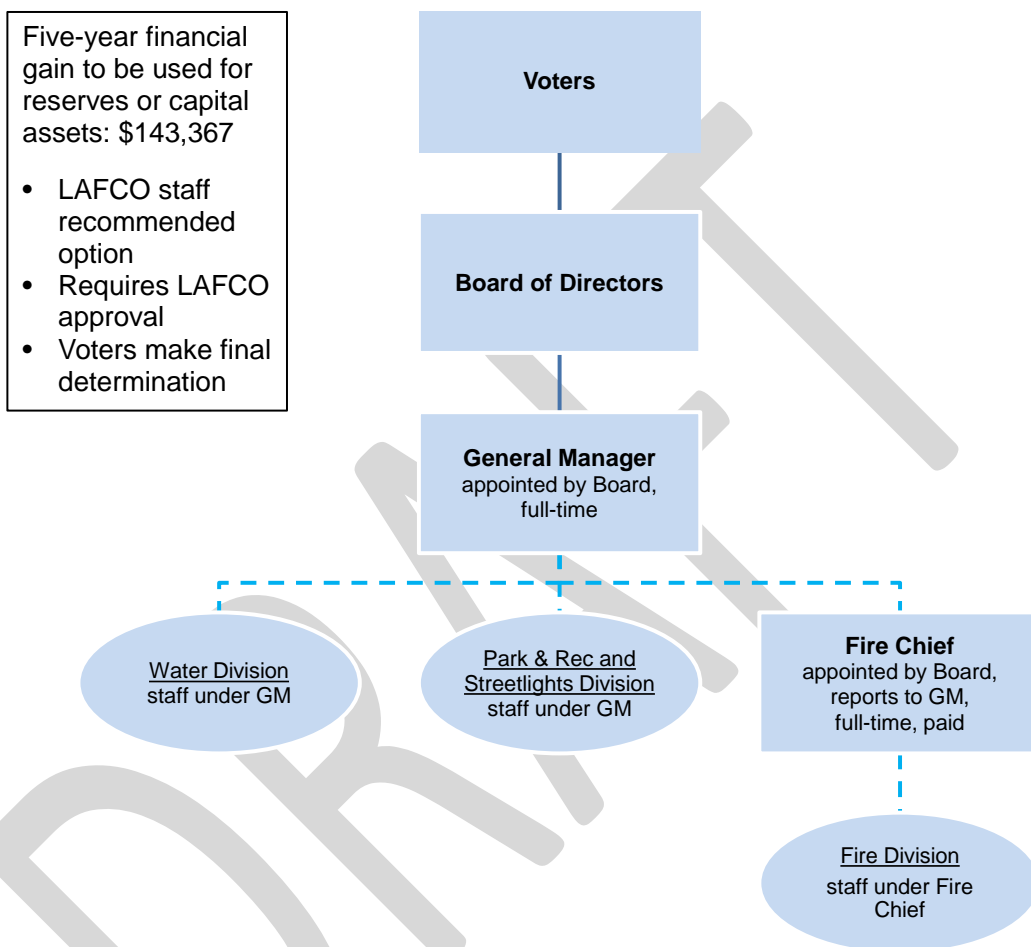 Five-year financial
gain to be used for
reserves or capital
assets: $143,367
• LAFCO staff
recommended
option
• Requires LAFCO
approval
• Voters make final
determination
Voters
Board of Directors
General Manager
appointed by Board,
full-time
Water Division
staff under GM
Park & Rec and
Streetlights Division
staff under GM
Fire Chief
appointed by Board,
reports to GM,
full-time, paid
Fire Division
staff under Fire
Chief
DRAFT